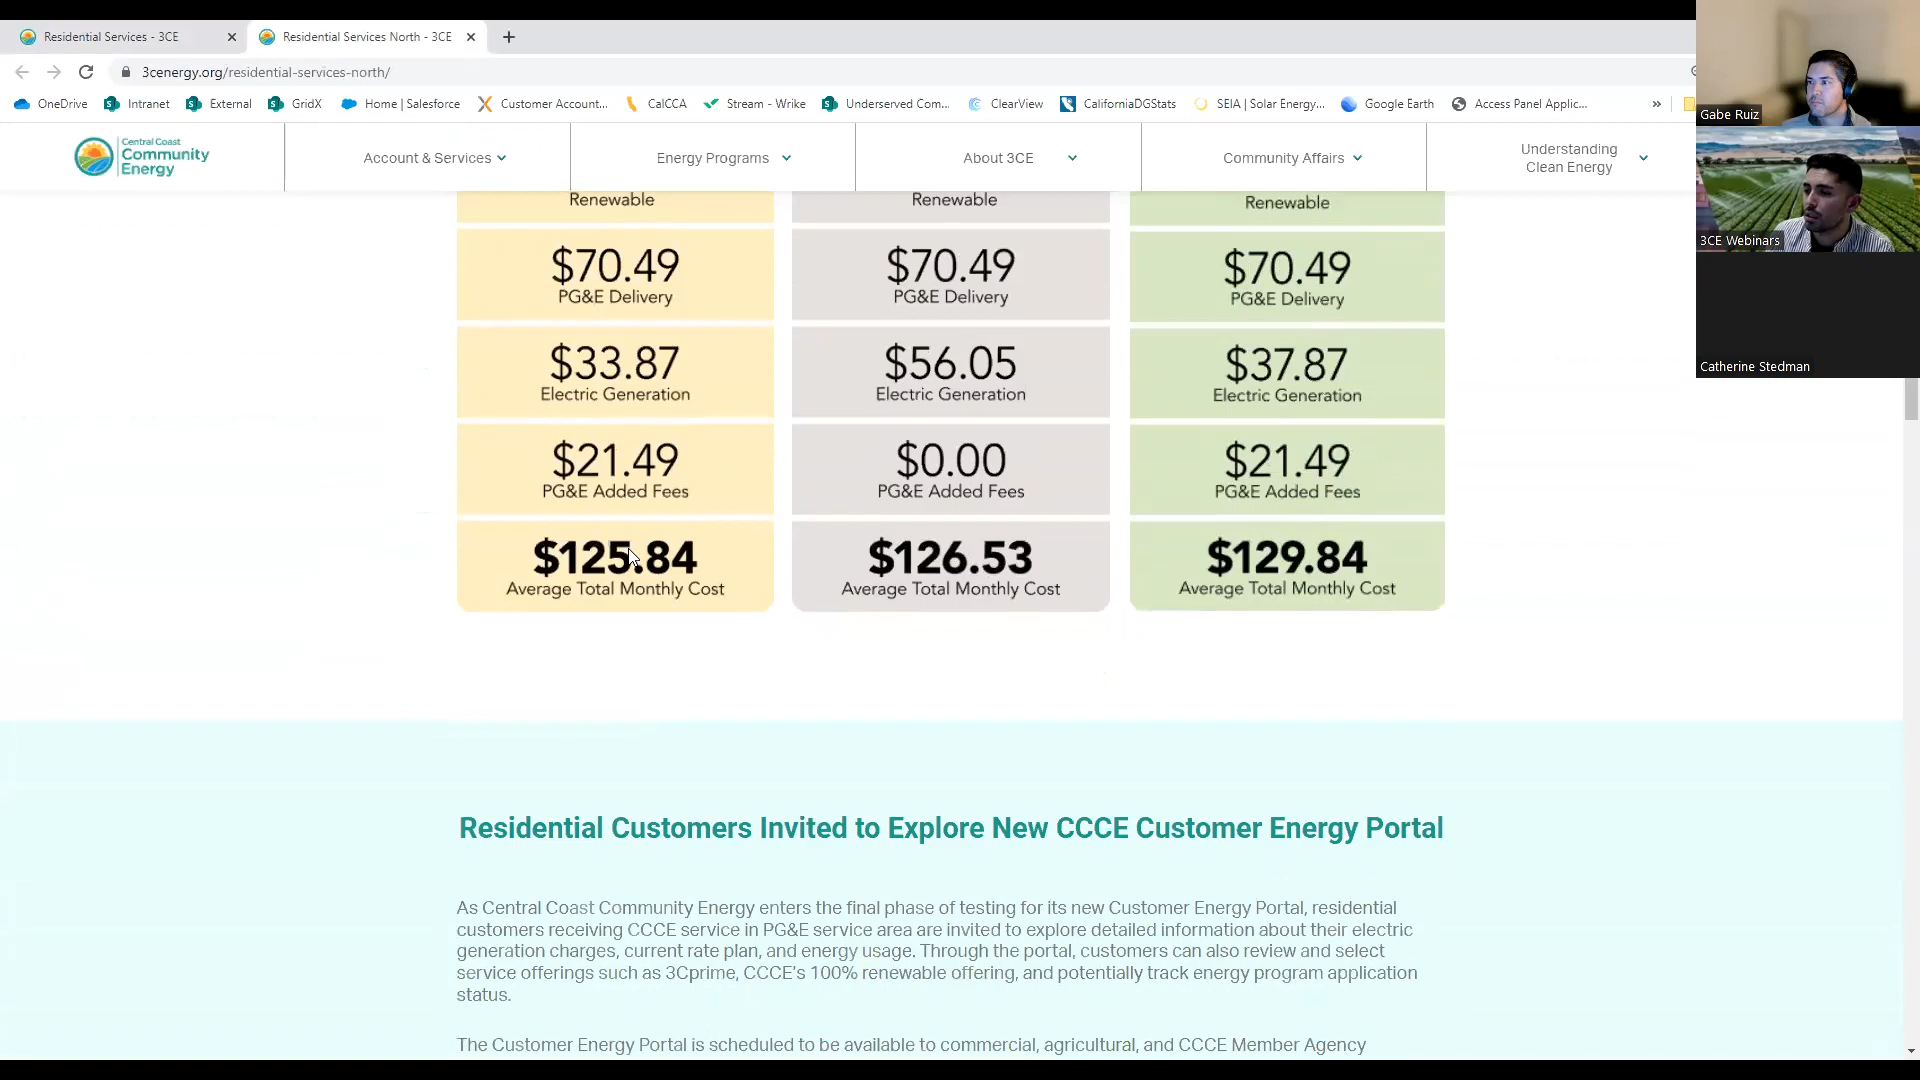 Residential Services - 3CE
Residential Services North - 3CE
3cenergy.org/residential-services-north/
OneDrive
Intranet
External
GridX
Home | Salesforce
Customer Account...
CalCCA
Stream - Wrike
Underserved Com...
ClearView
CaliforniaDGStats
SEIA | Solar Energy...
Google Earth
Access Panel Applic...
»
Gabe Ruiz
Central Coast
Community
Energy
Account & Services
Energy Programs
About 3CE
Community Affairs
Understanding
Clean Energy
3CE Webinars
Catherine Stedman
Renewable
Renewable
Renewable
$70.49
PG&E Delivery
$70.49
PG&E Delivery
$70.49
PG&E Delivery
$33.87
Electric Generation
$56.05
Electric Generation
$37.87
Electric Generation
$21.49
PG&E Added Fees
$0.00
PG&E Added Fees
$21.49
PG&E Added Fees
$125.84
Average Total Monthly Cost
$126.53
Average Total Monthly Cost
$129.84
Average Total Monthly Cost
Residential Customers Invited to Explore New CCCE Customer Energy Portal
As Central Coast Community Energy enters the final phase of testing for its new Customer Energy Portal, residential
customers receiving CCCE service in PG&E service area are invited to explore detailed information about their electric
generation charges, current rate plan, and energy usage. Through the portal, customers can also review and select
service offerings such as 3Cprime, CCCE's 100% renewable offering, and potentially track energy program application
status.
The Customer Energy Portal is scheduled to be available to commercial, agricultural, and CCCE Member Agency